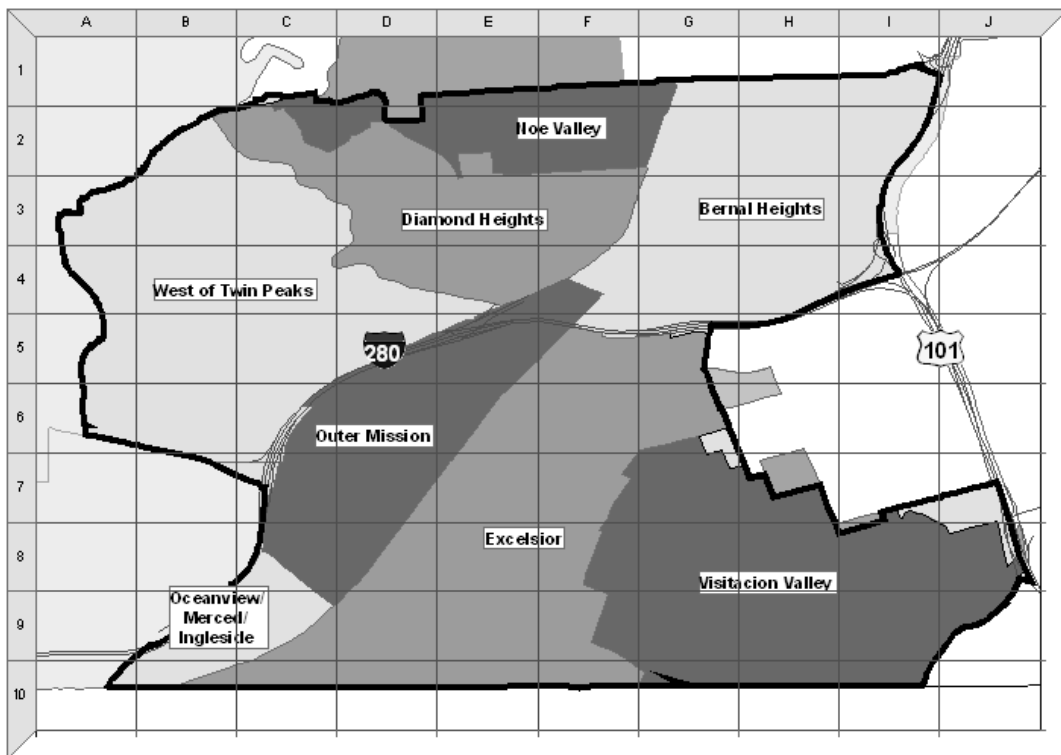 A B C D E F G H I J
1
2
Noe Valley
3
Diamond Heights
Bernal Heights
4
West of Twin Peaks
5
280
101
6
Outer Mission
7
8
Excelsior
Visitacion Valley
9
Oceanview/
Merced/
Ingleside
10